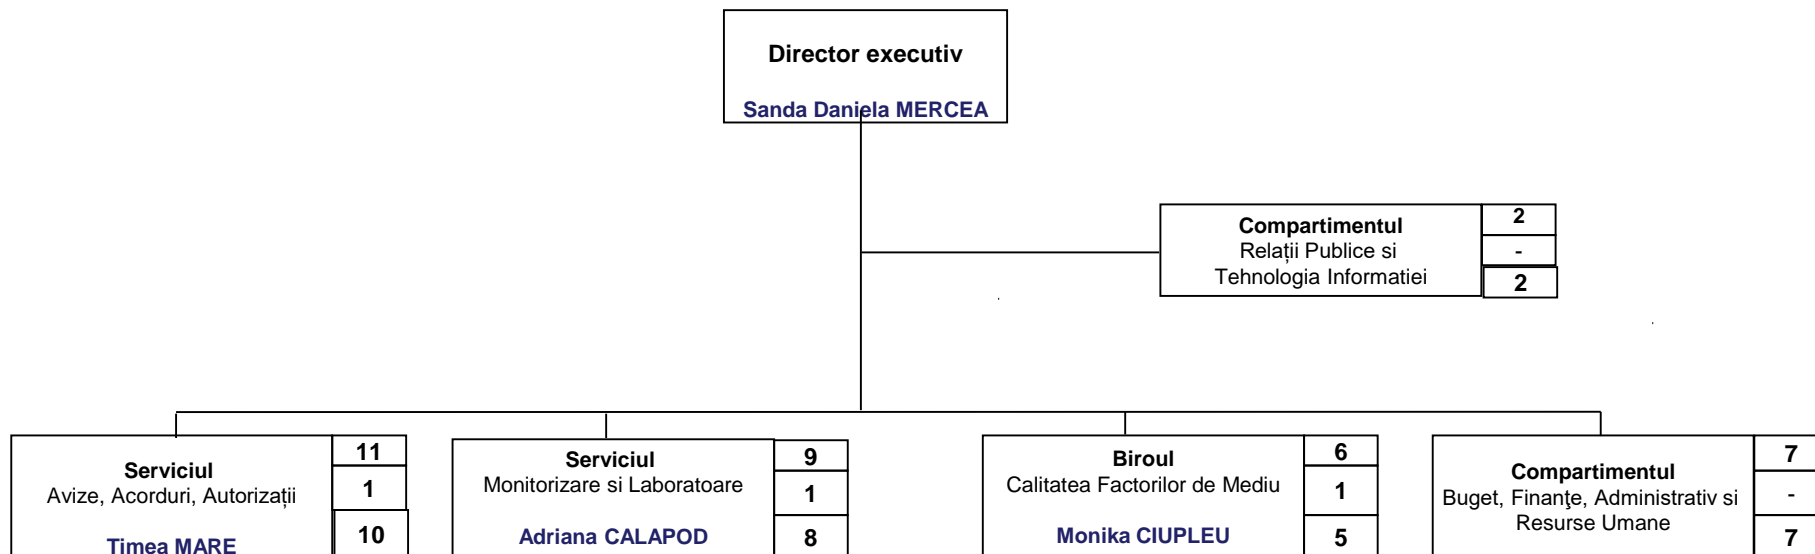 Director executiv
Sanda Daniela MERCEA
Compartimentul
Relații Publice si
Tehnologia Informatiei
2
-
2
Serviciul
Avize, Acorduri, Autorizații
Timea MARE
11
1
10
Serviciul
Monitorizare si Laboratoare
Adriana CALAPOD
9
1
8
Biroul
Calitatea Factorilor de Mediu
Monika CIUPLEU
6
1
5
Compartimentul
Buget, Finanţe, Administrativ si
Resurse Umane
7
-
7